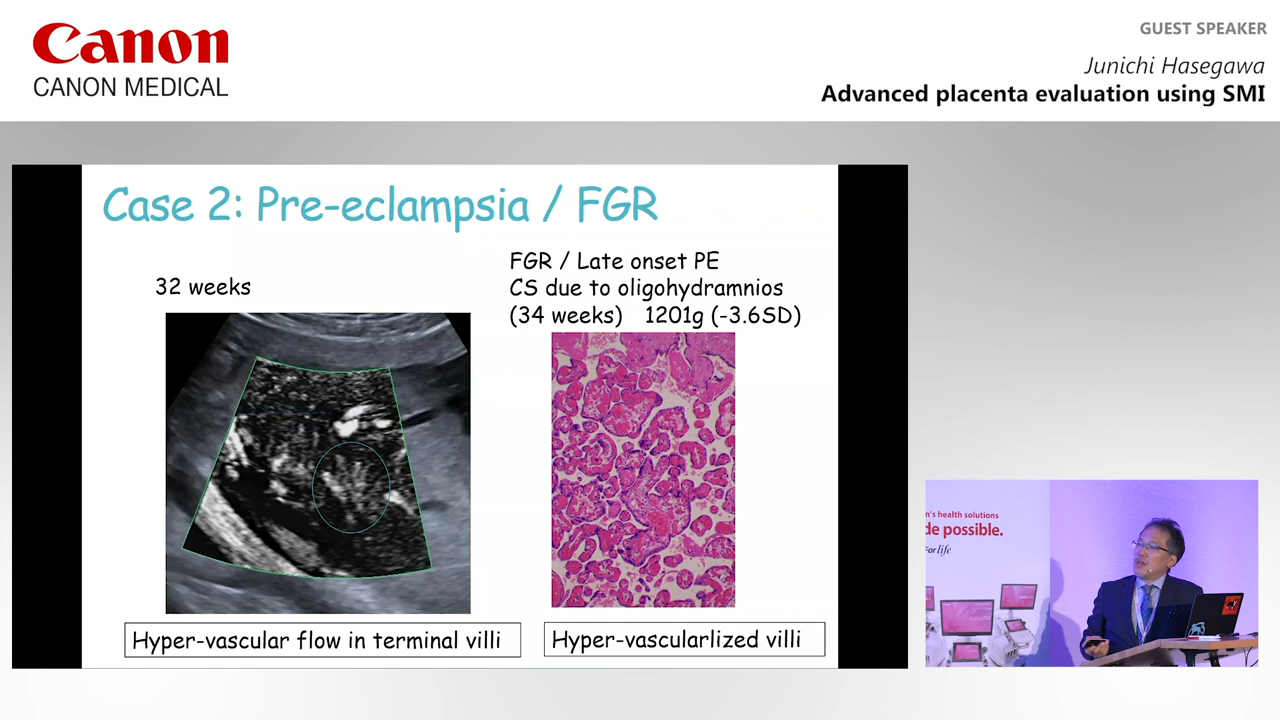 Canon
CANON MEDICAL
GUEST SPEAKER
Junichi Hasegawa
Advanced placenta evaluation using SMI
Case 2: Pre-eclampsia / FGR
32 weeks
FGR / Late onset PE
CS due to oligohydramnios
(34 weeks) 1201g (-3.6SD)
Hyper-vascular flow in terminal villi
Hyper-vascularlized villi
n's health solutions
de possible.
For life